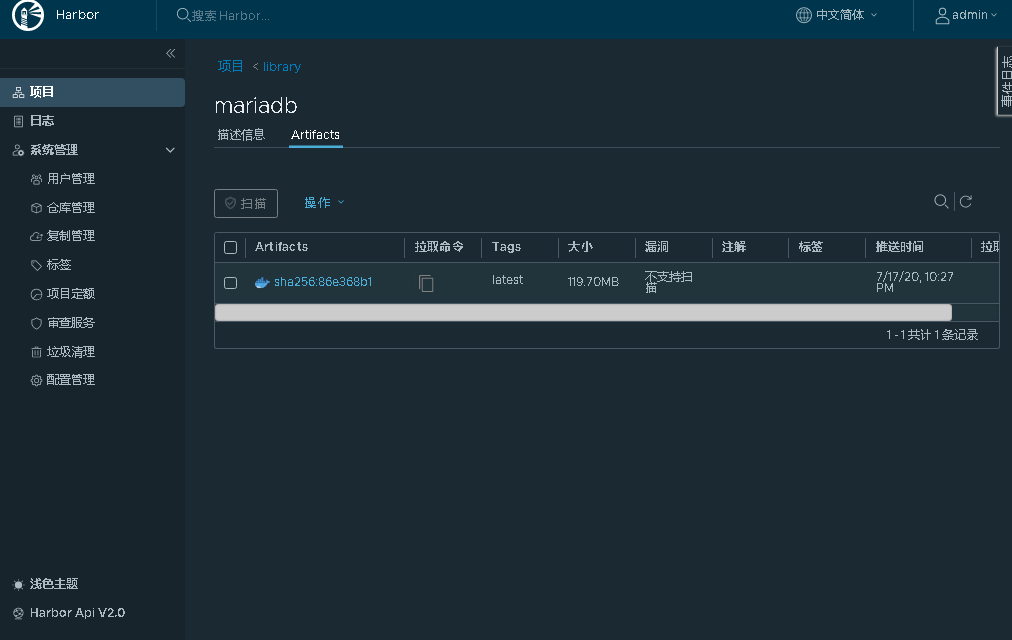 Harbor
搜索 Harbor...
中文简体
admin
«
项目
日志
系统管理
用户管理
仓库管理
复制管理
标签
项目定额
审查服务
垃圾清理
配置管理
浅色主题
Harbor Api V2.0
项目 < library
mariadb
描述信息 Artifacts
扫描 操作
Artifacts 拉取命令 Tags 大小 漏洞 注解 标签 推送时间 拉取
sha256:86e368b1 latest 119.70MB 不支持扫描 7/17/20, 10:27 PM
1 - 1 共计 1 条记录
事件日志